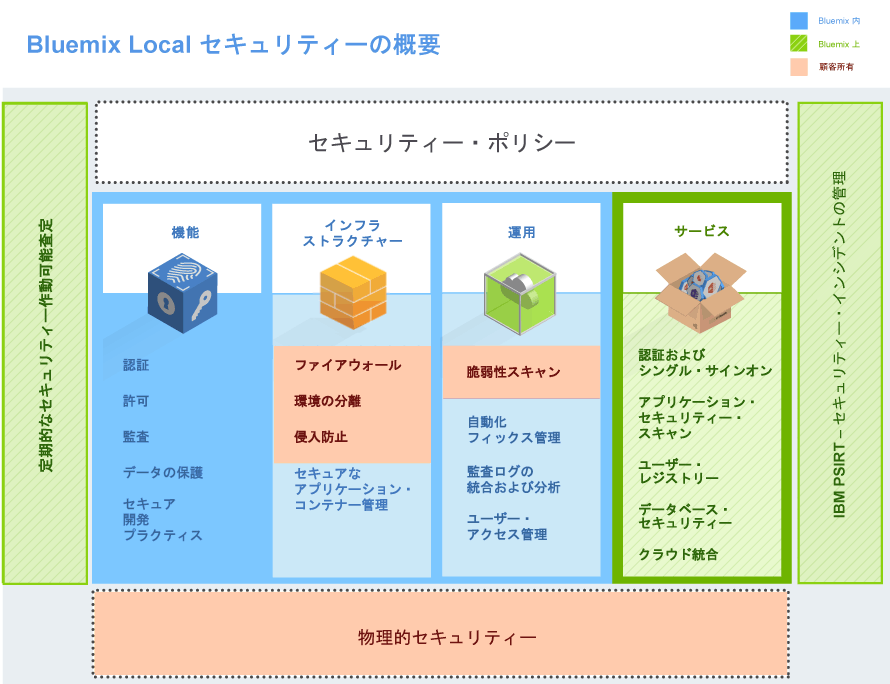 Bluemix Local セキュリティーの概要
Bluemix 内
Bluemix 上
顧客所有
セキュリティー・ポリシー
定期的なセキュリティー作動可能査定
機能
認証
許可
監査
データの保護
セキュア
開発
プラクティス
インフラ
ストラクチャー
ファイアウォール
環境の分離
侵入防止
セキュアな
アプリケーション・
コンテナー管理
運用
脆弱性スキャン
自動化
フィックス管理
監査ログの
統合および分析
ユーザー・
アクセス管理
サービス
認証および
シングル・サインオン
アプリケーション・
セキュリティー・
スキャン
ユーザー・
レジストリー
データベース・
セキュリティー
クラウド統合
IBM PSIRT – セキュリティー・インシデントの管理
物理的セキュリティー